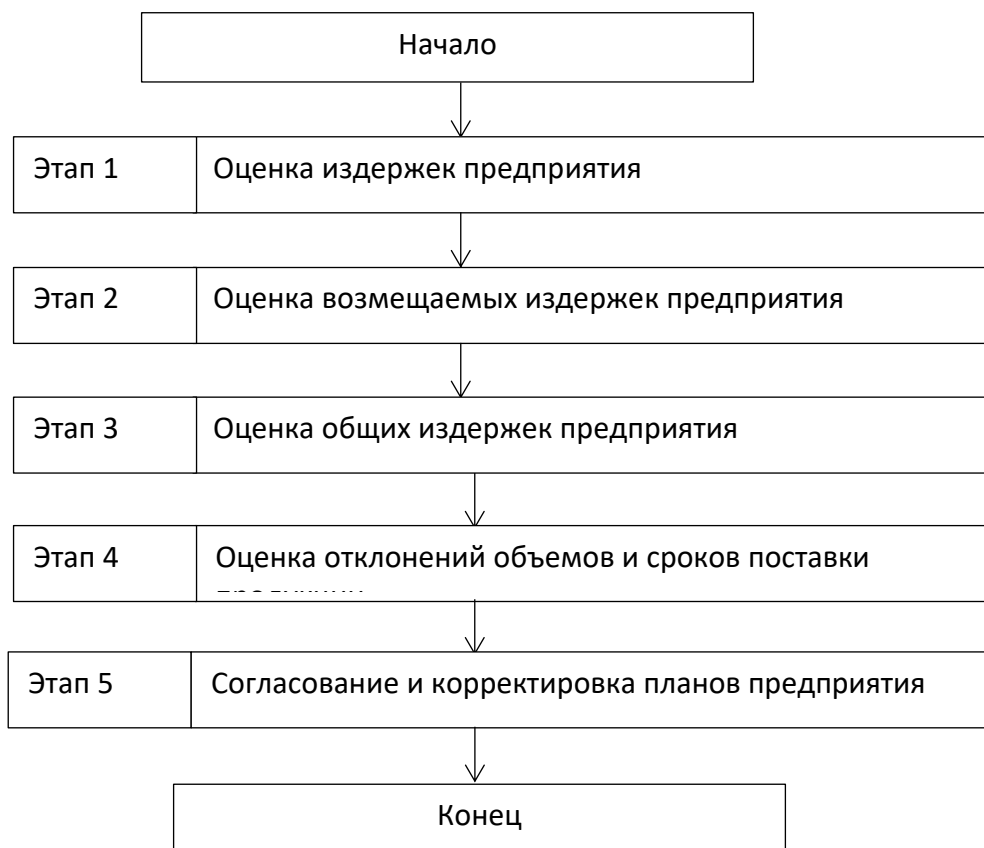 Начало
Этап 1 Оценка издержек предприятия
Этап 2 Оценка возмещаемых издержек предприятия
Этап 3 Оценка общих издержек предприятия
Этап 4 Оценка отклонений объемов и сроков поставки
Этап 5 Согласование и корректировка планов предприятия
Конец